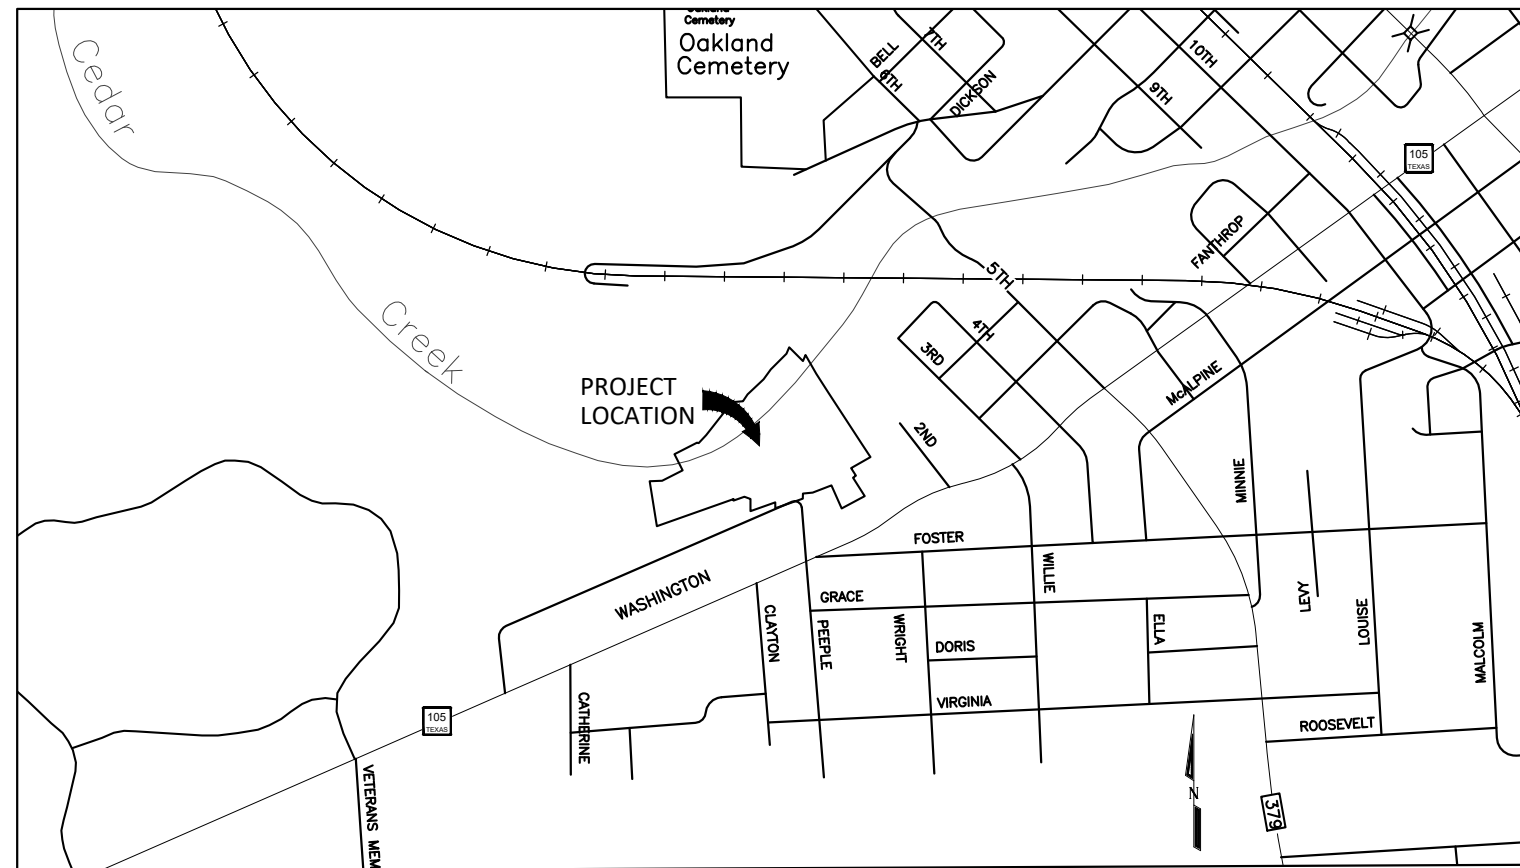 Oakland
Cemetery
Oakland
Cemetery
Cedar
BELL
7TH
6TH
DICKSON
10TH
9TH
105
TEXAS
FANTHROP
5TH
Creek
4TH
3RD
PROJECT
LOCATION
McALPINE
2ND
MINNIE
FOSTER
WILLIE
WASHINGTON
GRACE
CLAYTON
PEEPLE
WRIGHT
DORIS
ELLA
LEVY
LOUISE
MALCOLM
CATHERINE
VIRGINIA
105
TEXAS
ROOSEVELT
VETERANS MEM
N
379